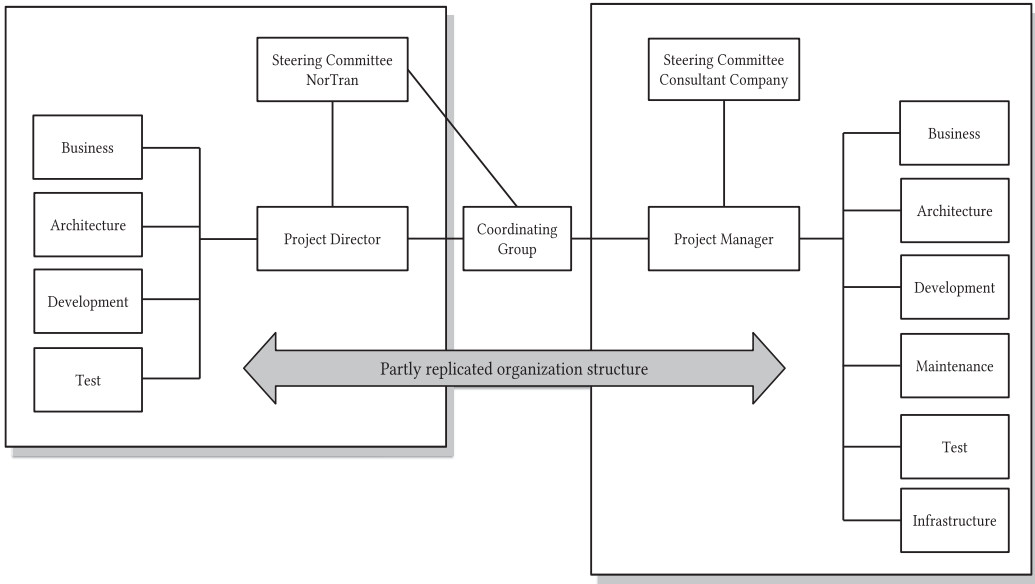 Steering Committee
NorTran
Business
Architecture
Development
Test
Project Director
Coordinating
Group
Steering Committee
Consultant Company
Project Manager
Business
Architecture
Development
Maintenance
Test
Infrastructure
Partly replicated organization structure